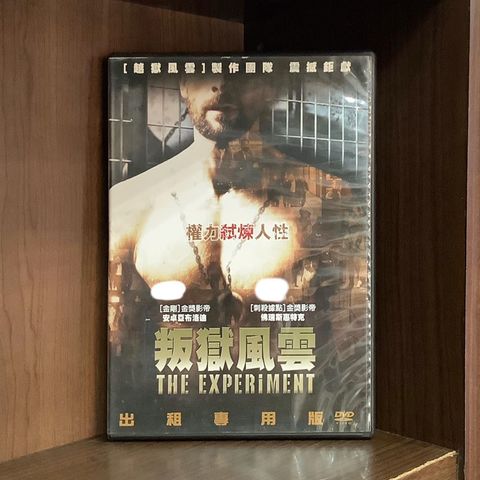 [越獄風雲]製作團隊 震撼鉅獻
權力弒煉人性
[金剛]金獎影帝
安卓亞布洛迪
[刺殺據點]金獎影帝
佛瑞斯惠特克
叛獄風雲
THE EXPERiMENT
出租專用版
DVD